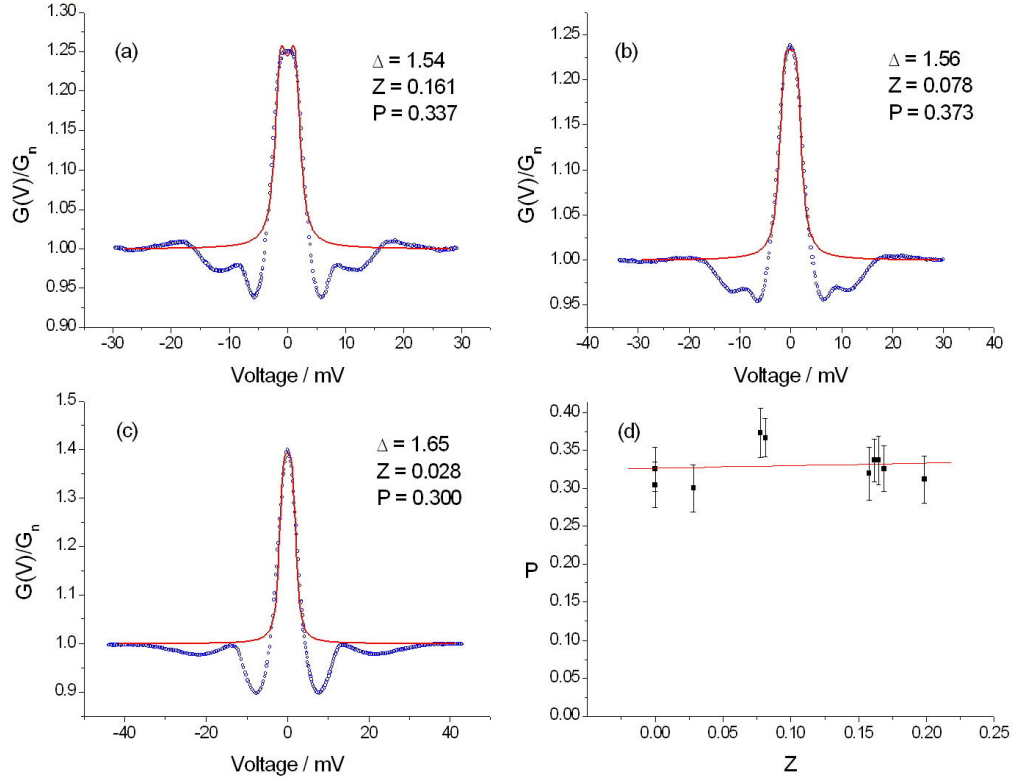 (a)
Δ = 1.54
Z = 0.161
P = 0.337
1.30
1.25
1.20
1.15
1.10
1.05
1.00
0.95
0.90
G(V)/Gn
-30 -20 -10 0 10 20 30
Voltage / mV
(b)
Δ = 1.56
Z = 0.078
P = 0.373
1.25
1.20
1.15
1.10
1.05
1.00
0.95
G(V)/Gn
-40 -30 -20 -10 0 10 20 30 40
Voltage / mV
(c)
Δ = 1.65
Z = 0.028
P = 0.300
1.5
1.4
1.3
1.2
1.1
1.0
0.9
G(V)/Gn
-40 -20 0 20 40
Voltage / mV
(d)
0.40
0.35
0.30
0.25
0.20
0.15
0.10
0.05
0.00
P
0.00 0.05 0.10 0.15 0.20 0.25
Z